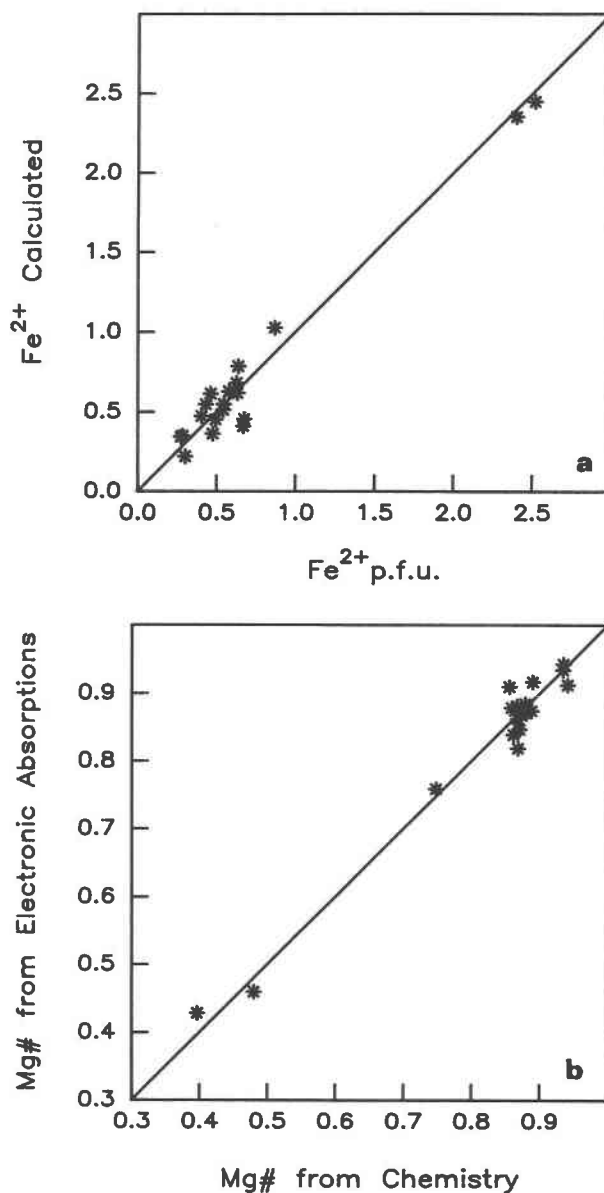 Fe2+ Calculated
2.5
2.0
1.5
1.0
0.5
0.0
a
0.0 0.5 1.0 1.5 2.0 2.5
Fe2+ p.f.u.
Mg# from Electronic Absorptions
0.9
0.8
0.7
0.6
0.5
0.4
0.3
b
0.3 0.4 0.5 0.6 0.7 0.8 0.9
Mg# from Chemistry